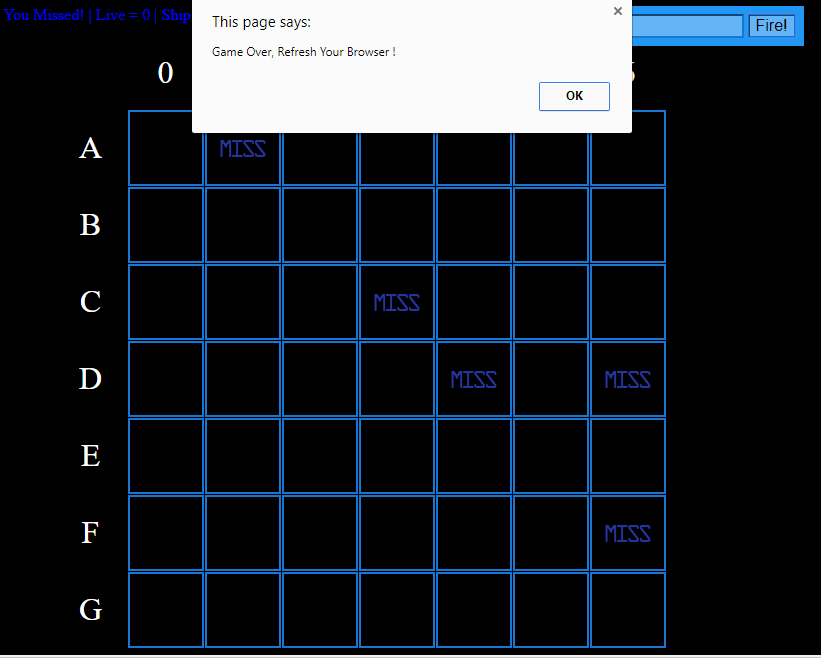 You Missed! | Live = 0 | Ship
This page says:
Game Over, Refresh Your Browser !
OK
Fire!
0
A MISS
B
C MISS
D MISS MISS
E
F MISS
G